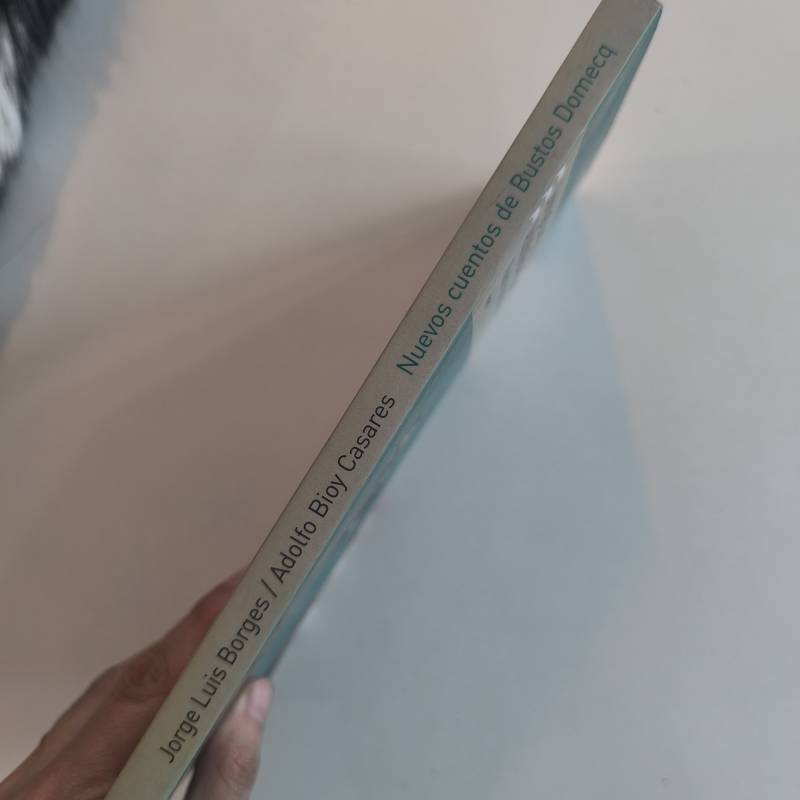 Jorge Luis Borges / Adolfo Bioy Casares Nuevos cuentos de Bustos Domecq